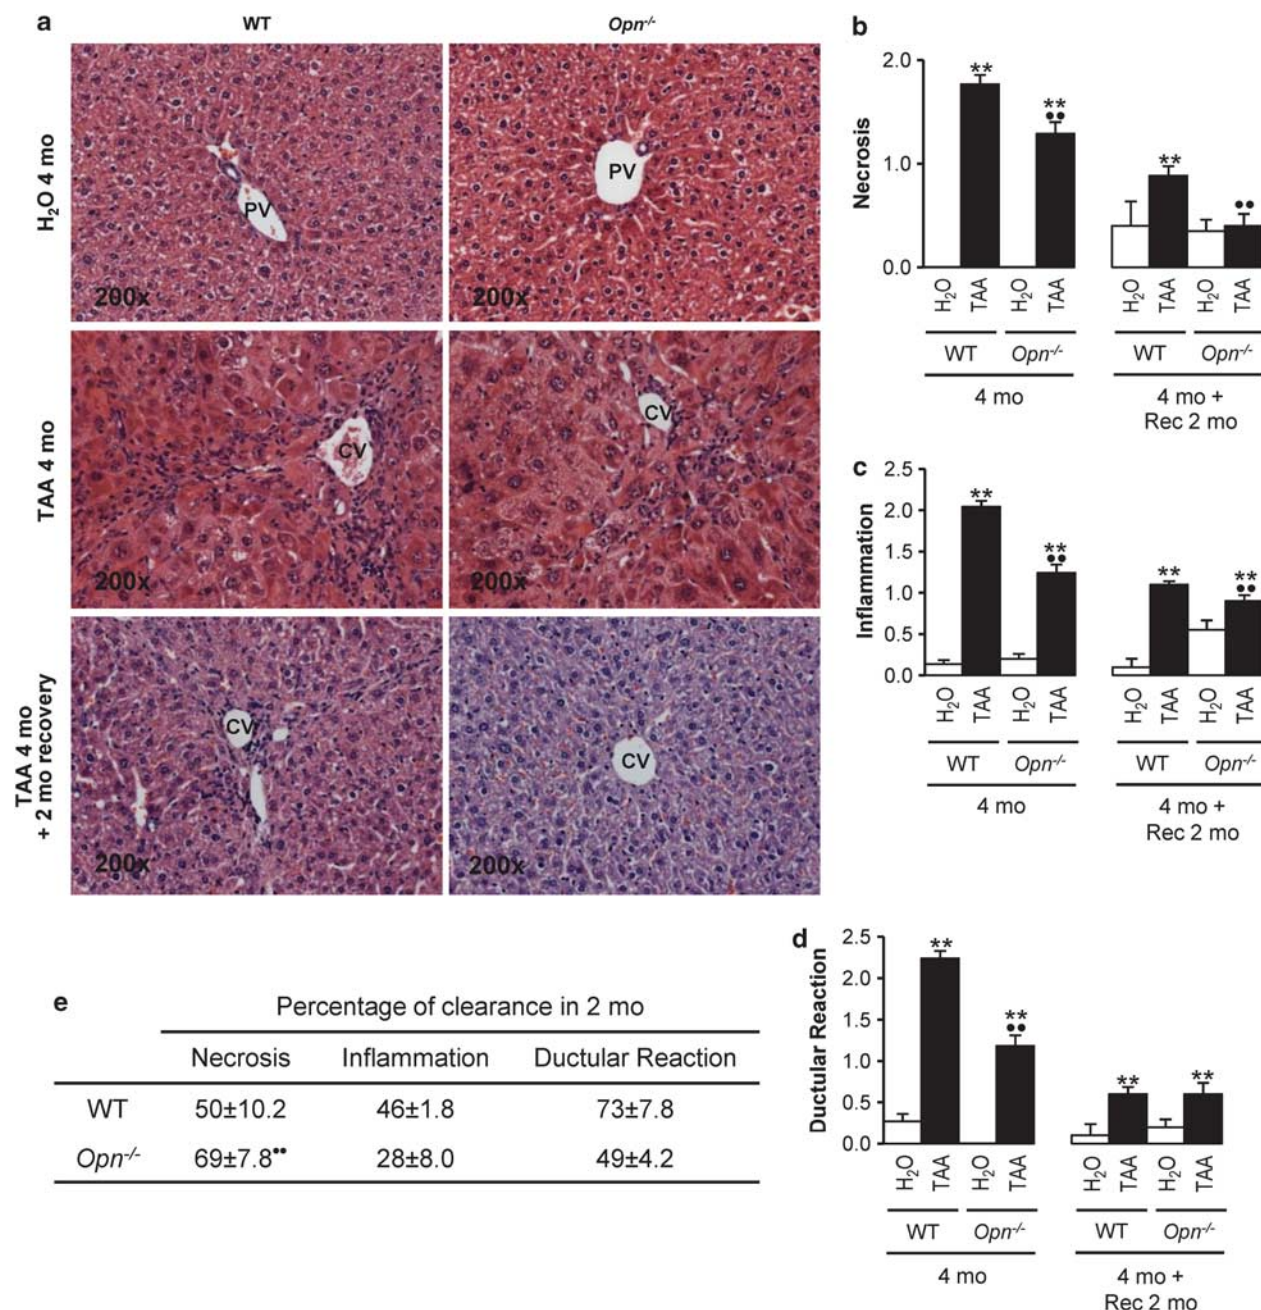 a
WT
Opn-/-
H2O 4 mo
PV
200x
PV
200x
TAA 4 mo
CV
200x
CV
200x
TAA 4 mo
+ 2 mo recovery
CV
200x
CV
200x
b
Necrosis
2.0
1.0
0.0
**
**
••
**
••
H2O TAA H2O TAA H2O TAA H2O TAA
WT Opn-/- WT Opn-/-
4 mo 4 mo +
Rec 2 mo
c
Inflammation
2.5
2.0
1.5
1.0
0.5
0.0
**
**
••
**
**
••
H2O TAA H2O TAA H2O TAA H2O TAA
WT Opn-/- WT Opn-/-
4 mo 4 mo +
Rec 2 mo
d
Ductular Reaction
2.5
2.0
1.5
1.0
0.5
0.0
**
**
••
**
**
H2O TAA H2O TAA H2O TAA H2O TAA
WT Opn-/- WT Opn-/-
4 mo 4 mo +
Rec 2 mo
e
Percentage of clearance in 2 mo
Necrosis Inflammation Ductular Reaction
WT 50±10.2 46±1.8 73±7.8
Opn-/- 69±7.8•• 28±8.0 49±4.2